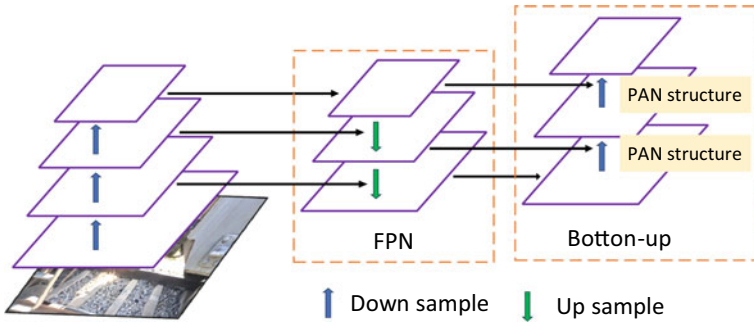 PAN structure
PAN structure
FPN
Botton-up
Down sample
Up sample